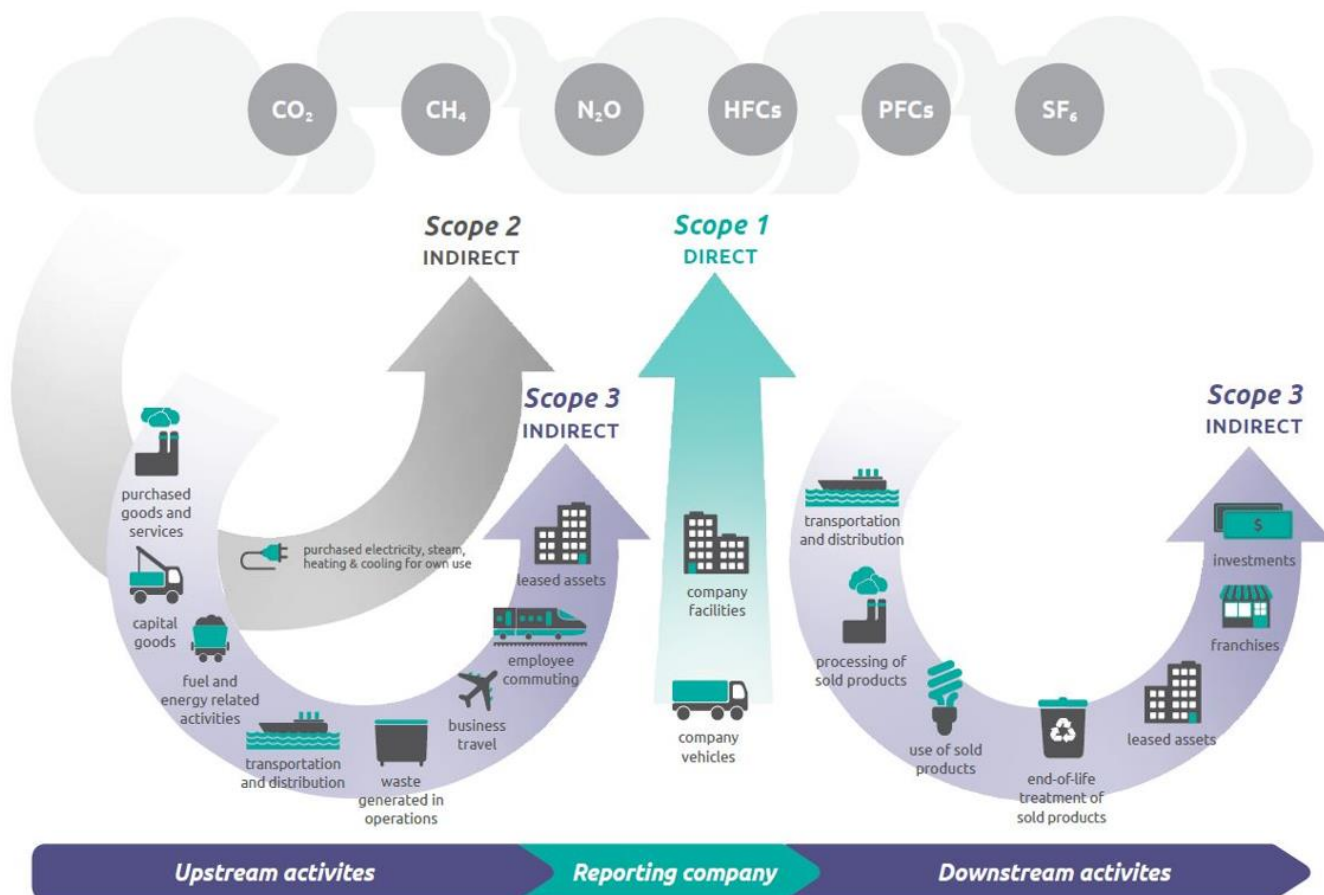 CO₂
CH₄
N₂O
HFCs
PFCs
SF₆
Scope 2
INDIRECT
Scope 1
DIRECT
Scope 3
INDIRECT
Scope 3
INDIRECT
purchased
goods and
services
capital
goods
fuel and
energy related
activities
transportation
and distribution
waste
generated in
operations
business
travel
employee
commuting
leased assets
purchased electricity, steam,
heating & cooling for own use
company
facilities
company
vehicles
transportation
and distribution
processing of
sold products
use of sold
products
end-of-life
treatment of
sold products
leased assets
franchises
$
investments
Upstream activites
Reporting company
Downstream activites